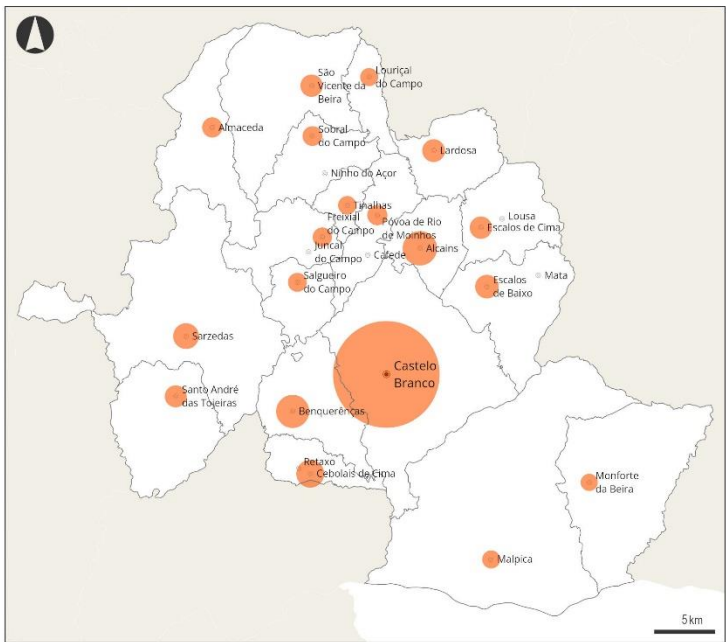 São
Vicente da
Beira
Louriçal
do Campo
Almaceda
Sobral
do Campo
Lardosa
Ninho do Açor
Tinalhas
Lousa
Freixial
do Campo
Póvoa de Rio
de Moinhos
Escalos de Cima
Juncal
do Campo
Cafede
Alcains
Salgueiro
do Campo
Escalos
de Baixo
Mata
Sarzedas
Castelo
Branco
Santo André
das Tojeiras
Benquerenças
Retaxo
Cebolais de Cima
Monforte
da Beira
Malpica
5 km